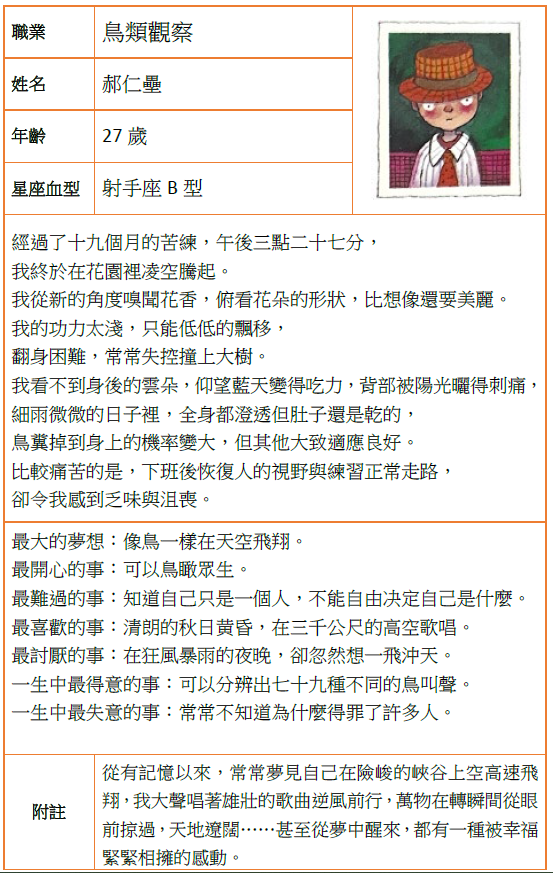 職業 鳥類觀察
姓名 郝仁壘
年齡 27 歲
星座血型 射手座 B 型
經過了十九個月的苦練，午後三點二十七分，
我終於在花園裡凌空騰起。
我從新的角度嗅聞花香，俯看花朵的形狀，比想像還要美麗。
我的功力太淺，只能低低的飄移，
翻身困難，常常失控撞上大樹。
我看不到身後的雲朵，仰望藍天變得吃力，背部被陽光曬得刺痛，
細雨微微的日子裡，全身都澄透但肚子還是乾的，
鳥糞掉到身上的機率變大，但其他大致適應良好。
比較痛苦的是，下班後恢復人的視野與練習正常走路，
卻令我感到乏味與沮喪。
最大的夢想：像鳥一樣在天空飛翔。
最開心的事：可以鳥瞰眾生。
最難過的事：知道自己只是一個人，不能自由決定自己是什麼。
最喜歡的事：清朗的秋日黃昏，在三千公尺的高空歌唱。
最討厭的事：在狂風暴雨的夜晚，卻忽然想一飛沖天。
一生中最得意的事：可以分辨出七十九種不同的鳥叫聲。
一生中最失意的事：常常不知道為什麼得罪了許多人。
附註
從有記憶以來，常常夢見自己在險峻的峽谷上空高速飛
翔，我大聲唱著雄壯的歌曲逆風前行，萬物在轉瞬間從眼
前掠過，天地遼闊……甚至從夢中醒來，都有一種被幸福
緊緊相擁的感動。